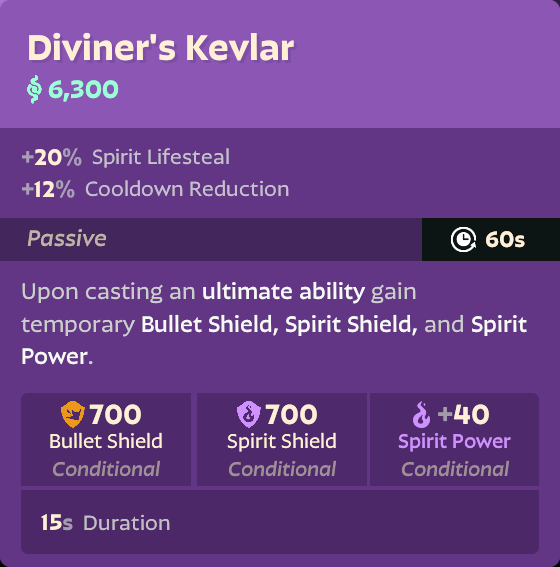 Diviner's Kevlar
6,300
+20% Spirit Lifesteal
+12% Cooldown Reduction
Passive 60s
Upon casting an ultimate ability gain
temporary Bullet Shield, Spirit Shield, and Spirit
Power.
700 700 +40
Bullet Shield Spirit Shield Spirit Power
Conditional Conditional Conditional
15s Duration